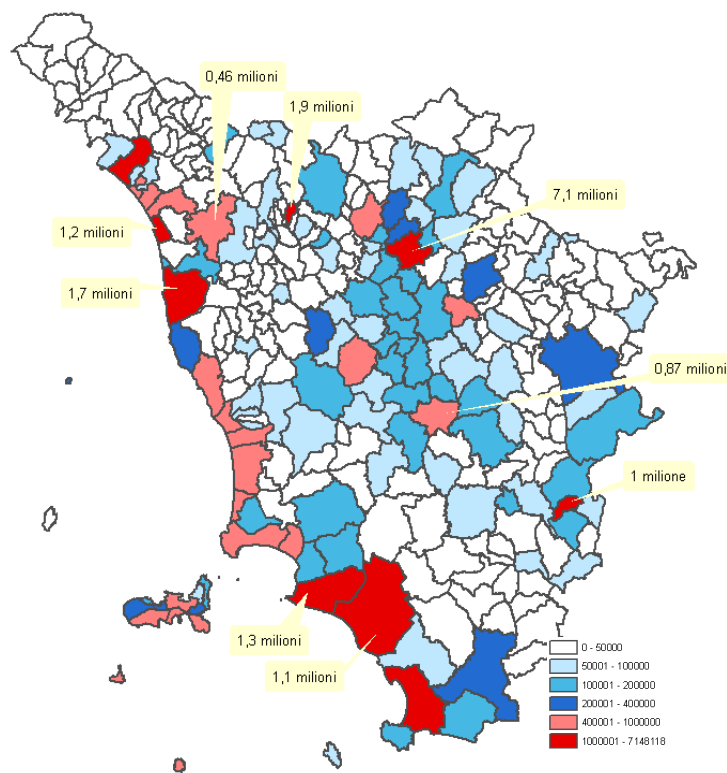 0,46 milioni
1,9 milioni
7,1 milioni
1,2 milioni
1,7 milioni
0,87 milioni
1 milione
1,3 milioni
1,1 milioni
0 - 50000
50001 - 100000
100001 - 200000
200001 - 400000
400001 - 1000000
1000001 - 7148118